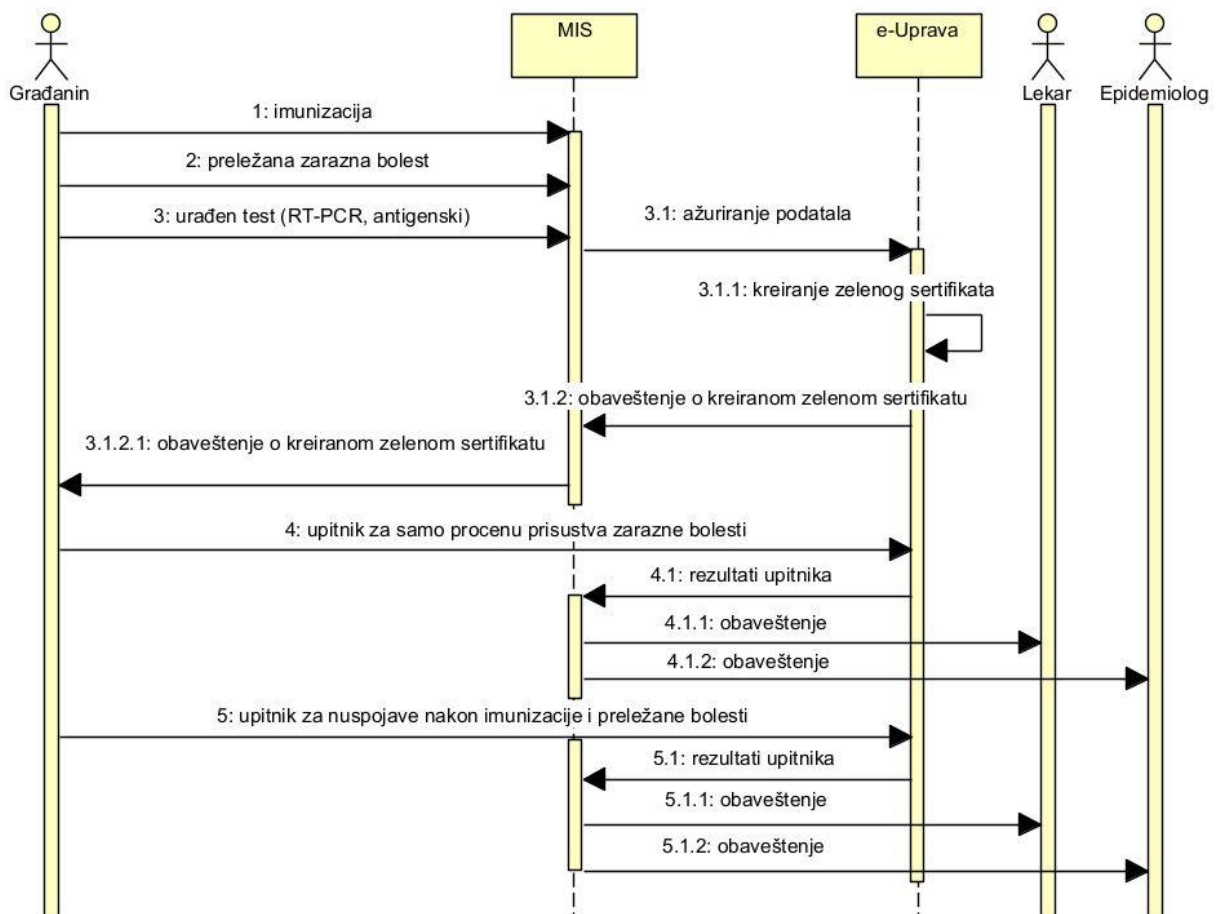 MIS
e-Uprava
Građanin
Lekar
Epidemiolog
1: imunizacija
2: preležana zarazna bolest
3: urađen test (RT-PCR, antigenski)
3.1: ažuriranje podatala
3.1.1: kreiranje zelenog sertifikata
3.1.2: obaveštenje o kreiranom zelenom sertifikatu
3.1.2.1: obaveštenje o kreiranom zelenom sertifikatu
4: upitnik za samo procenu prisustva zarazne bolesti
4.1: rezultati upitnika
4.1.1: obaveštenje
4.1.2: obaveštenje
5: upitnik za nuspojave nakon imunizacije i preležane bolesti
5.1: rezultati upitnika
5.1.1: obaveštenje
5.1.2: obaveštenje